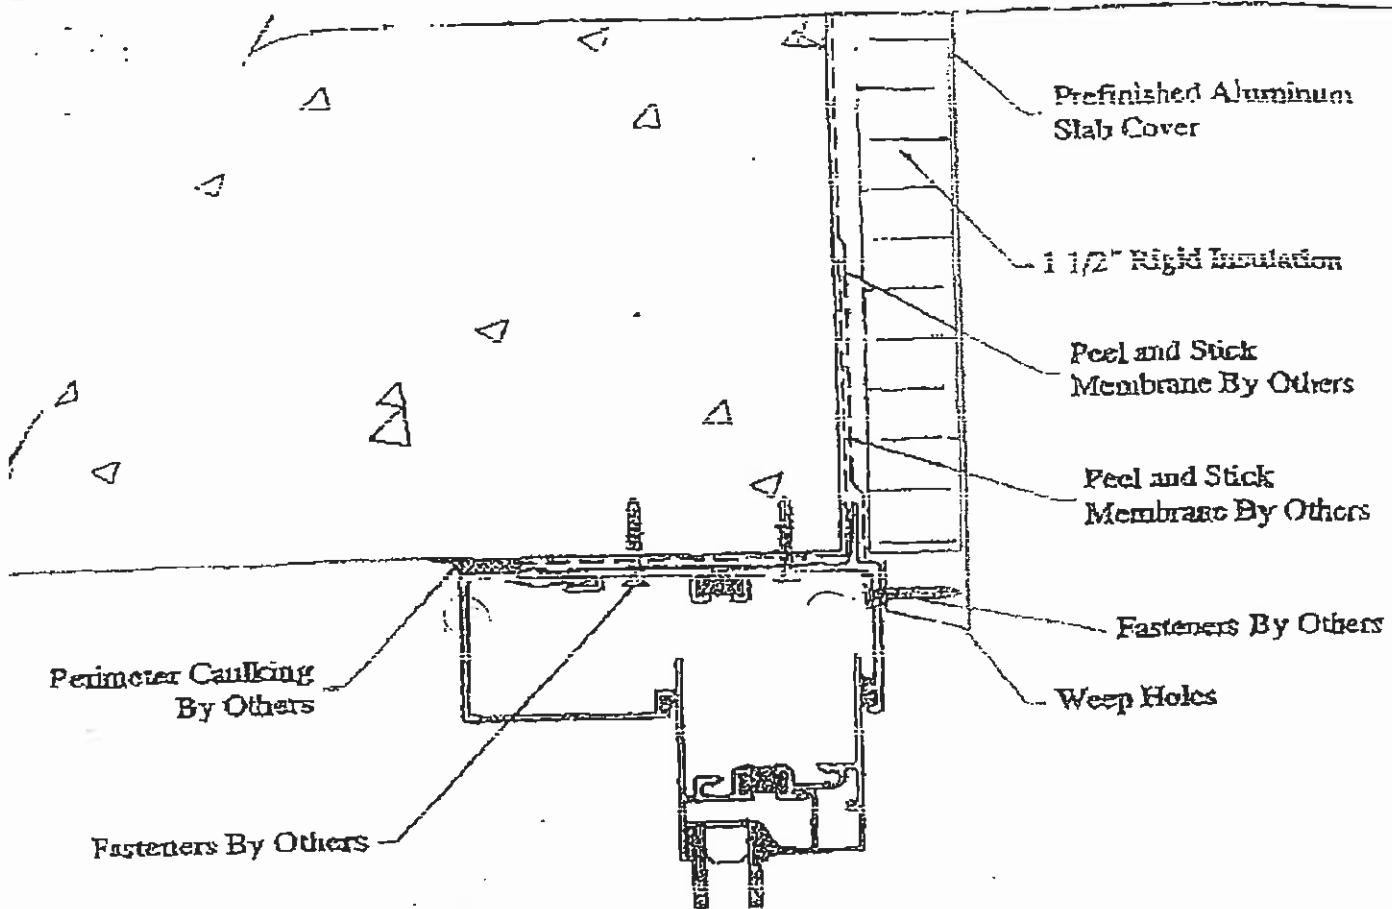 Prefinished Aluminum
Slab Cover
1 1/2" Rigid Insulation
Peel and Stick
Membrane By Others
Peel and Stick
Membrane By Others
Fasteners By Others
Weep Holes
Perimeter Caulking
By Others
Fasteners By Others